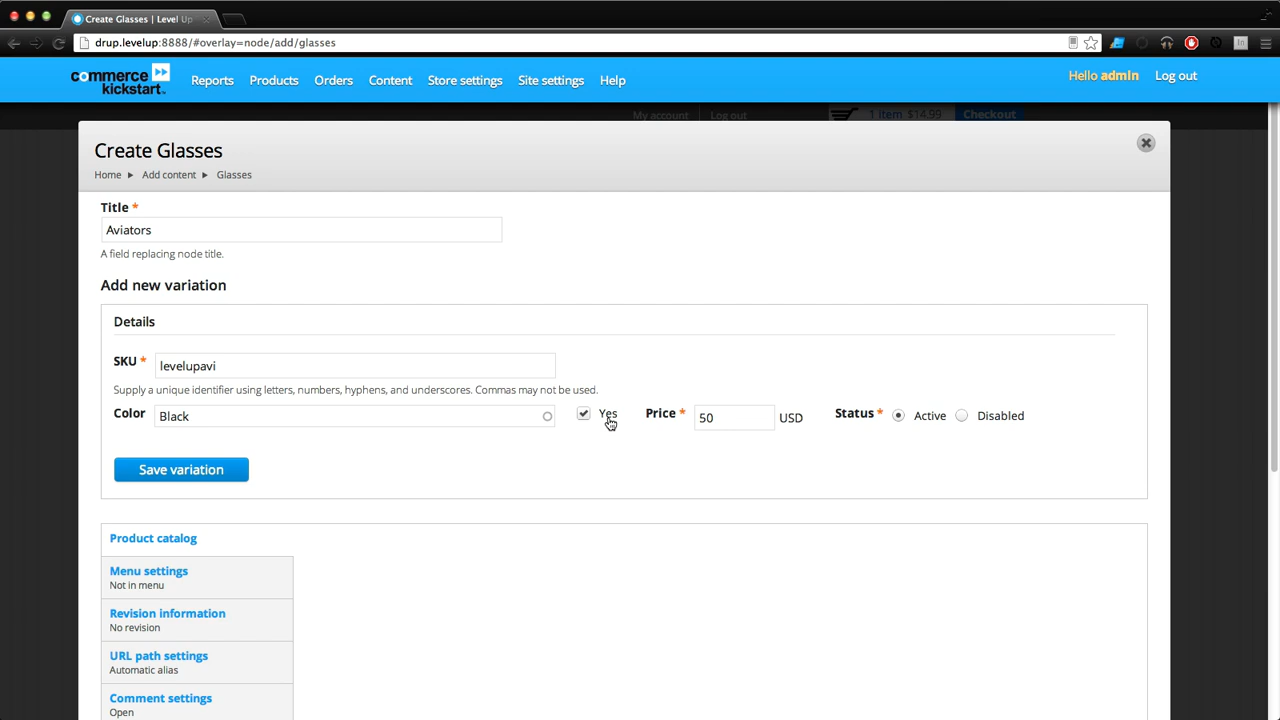 Create Glasses | Level Up
drup.levelup:8888/#overlay=node/add/glasses
commerce kickstart
Reports Products Orders Content Store settings Site settings Help
Hello admin Log out
My account Log out 1 item $14.99 Checkout
Create Glasses
Home Add content Glasses
Title *
Aviators
A field replacing node title.
Add new variation
Details
SKU * levelupavi
Supply a unique identifier using letters, numbers, hyphens, and underscores. Commas may not be used.
Color Black Yes Price * 50 USD Status * Active Disabled
Save variation
Product catalog
Menu settings
Not in menu
Revision information
No revision
URL path settings
Automatic alias
Comment settings
Open